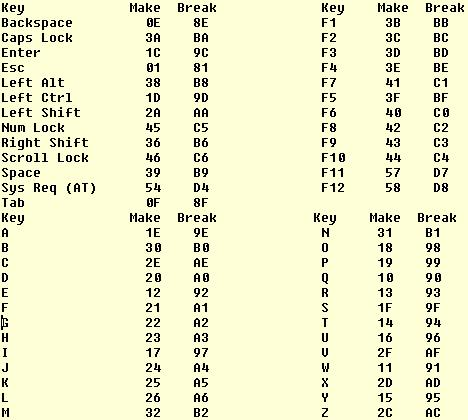 Key Make Break Key Make Break
Backspace 0E 8E F1 3B BB
Caps Lock 3A BA F2 3C BC
Enter 1C 9C F3 3D BD
Esc 01 81 F4 3E BE
Left Alt 38 B8 F7 41 C1
Left Ctrl 1D 9D F5 3F BF
Left Shift 2A AA F6 40 C0
Num Lock 45 C5 F8 42 C2
Right Shift 36 B6 F9 43 C3
Scroll Lock 46 C6 F10 44 C4
Space 39 B9 F11 57 D7
Sys Req (AT) 54 D4 F12 58 D8
Tab 0F 8F
Key Make Break Key Make Break
A 1E 9E N 31 B1
B 30 B0 O 18 98
C 2E AE P 19 99
D 20 A0 Q 10 90
E 12 92 R 13 93
F 21 A1 S 1F 9F
G 22 A2 T 14 94
H 23 A3 U 16 96
I 17 97 V 2F AF
J 24 A4 W 11 91
K 25 A5 X 2D AD
L 26 A6 Y 15 95
M 32 B2 Z 2C AC